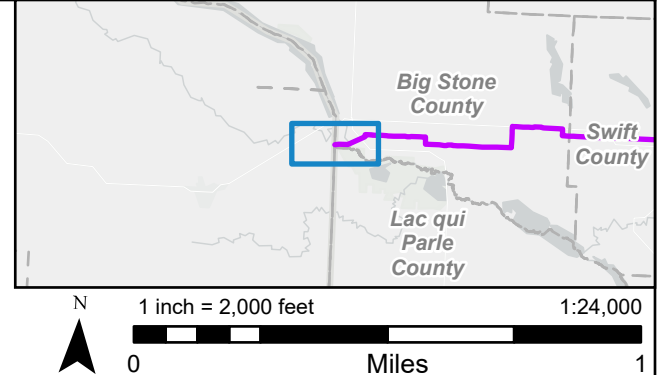 Big Stone
County
Swift
County
Lac qui
Parle
County
N
1 inch = 2,000 feet 1:24,000
0 Miles 1